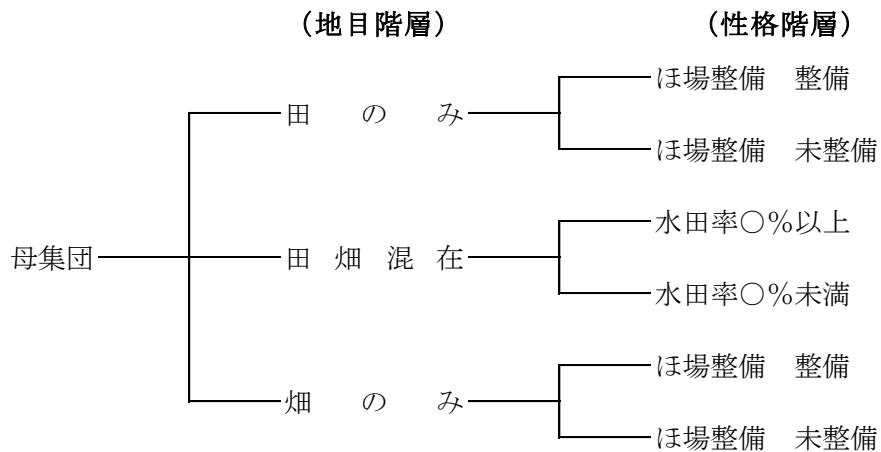 （地目階層） （性格階層）
ほ場整備　整備
田のみ
ほ場整備　未整備
水田率○％以上
母集団 田畑混在
水田率○％未満
ほ場整備　整備
畑のみ
ほ場整備　未整備